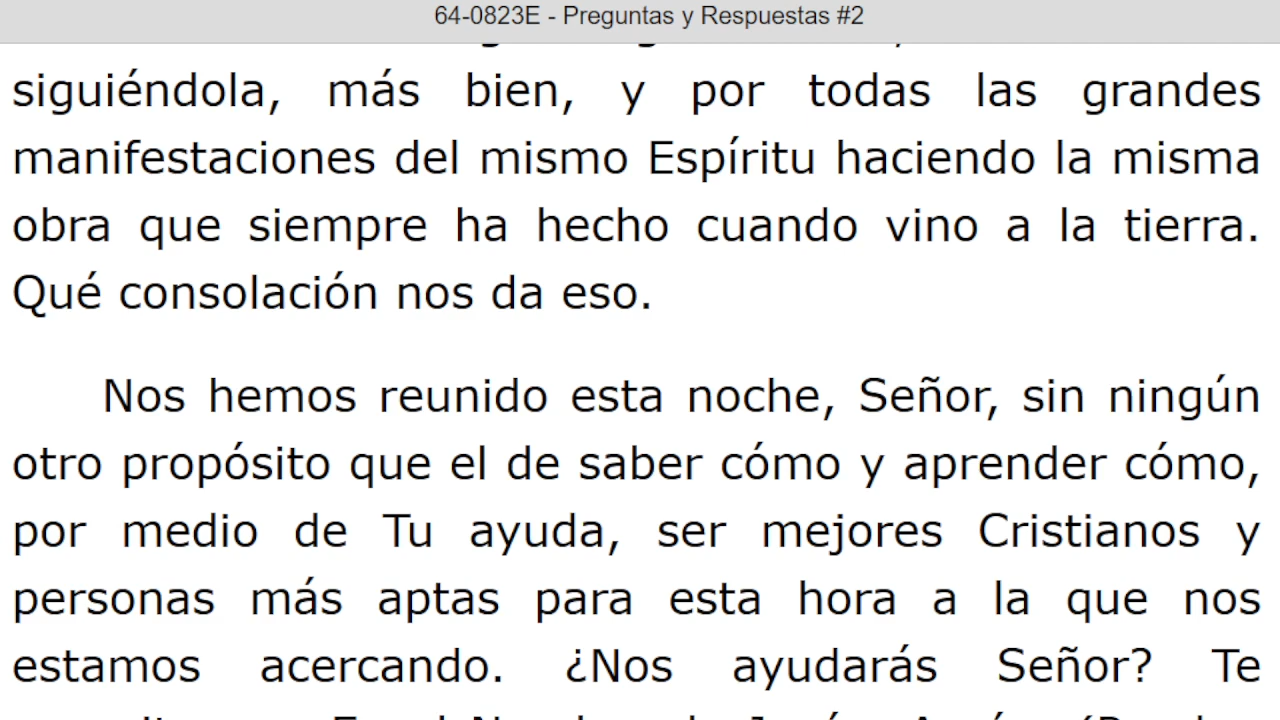 64-0823E - Preguntas y Respuestas #2
siguiéndola, más bien, y por todas las grandes
manifestaciones del mismo Espíritu haciendo la misma
obra que siempre ha hecho cuando vino a la tierra.
Qué consolación nos da eso.
Nos hemos reunido esta noche, Señor, sin ningún
otro propósito que el de saber cómo y aprender cómo,
por medio de Tu ayuda, ser mejores Cristianos y
personas más aptas para esta hora a la que nos
estamos acercando. ¿Nos ayudarás Señor? Te